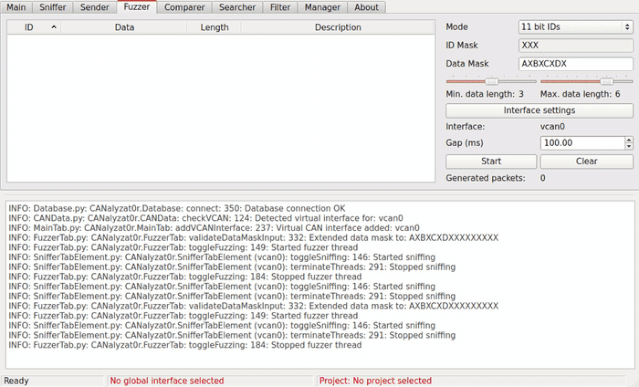 Main Sniffer Sender Fuzzer Comparer Searcher Filter Manager About
ID Data Length Description
Mode 11 bit IDs
ID Mask XXX
Data Mask AXBXCXDX
Min. data length: 3 Max. data length: 6
Interface settings
Interface: vcan0
Gap (ms) 100.00
Start Clear
Generated packets: 0
INFO: Database.py: CANalyzat0r.Database: connect: 350: Database connection OK
INFO: CANData.py: CANalyzat0r.CANData: checkVCAN: 124: Detected virtual interface for: vcan0
INFO: MainTab.py: CANalyzat0r.MainTab: addVCANInterface: 237: Virtual CAN interface added: vcan0
INFO: FuzzerTab.py: CANalyzat0r.FuzzerTab: validateDataMaskInput: 332: Extended data mask to: AXBXCXDXXXXXXXXX
INFO: FuzzerTab.py: CANalyzat0r.FuzzerTab: toggleFuzzing: 149: Started fuzzer thread
INFO: SnifferTabElement.py: CANalyzat0r.SnifferTabElement (vcan0): toggleSniffing: 146: Started sniffing
INFO: SnifferTabElement.py: CANalyzat0r.SnifferTabElement (vcan0): terminateThreads: 291: Stopped sniffing
INFO: FuzzerTab.py: CANalyzat0r.FuzzerTab: toggleFuzzing: 184: Stopped fuzzer thread
INFO: SnifferTabElement.py: CANalyzat0r.SnifferTabElement (vcan0): toggleSniffing: 146: Started sniffing
INFO: SnifferTabElement.py: CANalyzat0r.SnifferTabElement (vcan0): terminateThreads: 291: Stopped sniffing
INFO: FuzzerTab.py: CANalyzat0r.FuzzerTab: validateDataMaskInput: 332: Extended data mask to: AXBXCXDXXXXXXXXX
INFO: FuzzerTab.py: CANalyzat0r.FuzzerTab: toggleFuzzing: 149: Started fuzzer thread
INFO: SnifferTabElement.py: CANalyzat0r.SnifferTabElement (vcan0): toggleSniffing: 146: Started sniffing
INFO: SnifferTabElement.py: CANalyzat0r.SnifferTabElement (vcan0): terminateThreads: 291: Stopped sniffing
INFO: FuzzerTab.py: CANalyzat0r.FuzzerTab: toggleFuzzing: 184: Stopped fuzzer thread
Ready No global interface selected Project: No project selected